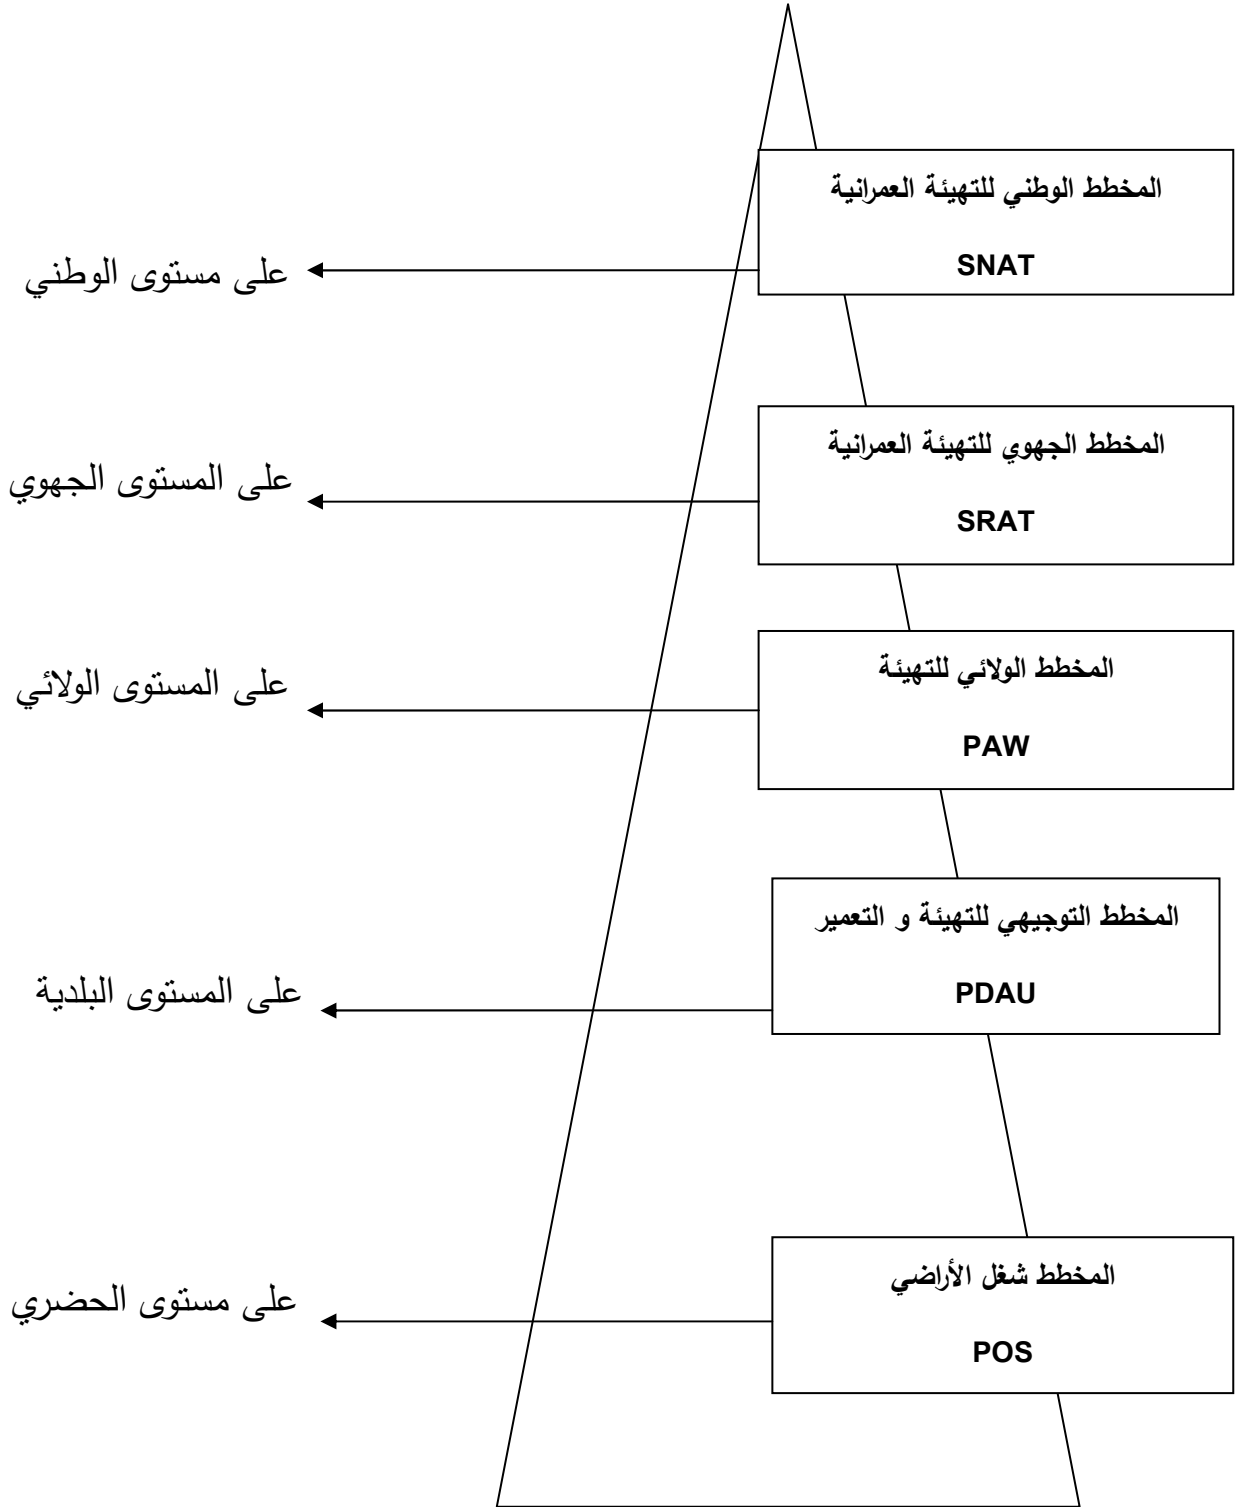 المخطط الوطني للتهيئة العمرانية
SNAT
على مستوى الوطني
المخطط الجهوي للتهيئة العمرانية
SRAT
على المستوى الجهوي
المخطط الولائي للتهيئة
PAW
على المستوى الولائي
المخطط التوجيهي للتهيئة و التعمير
PDAU
على المستوى البلدية
المخطط شغل الأراضي
POS
على مستوى الحضري